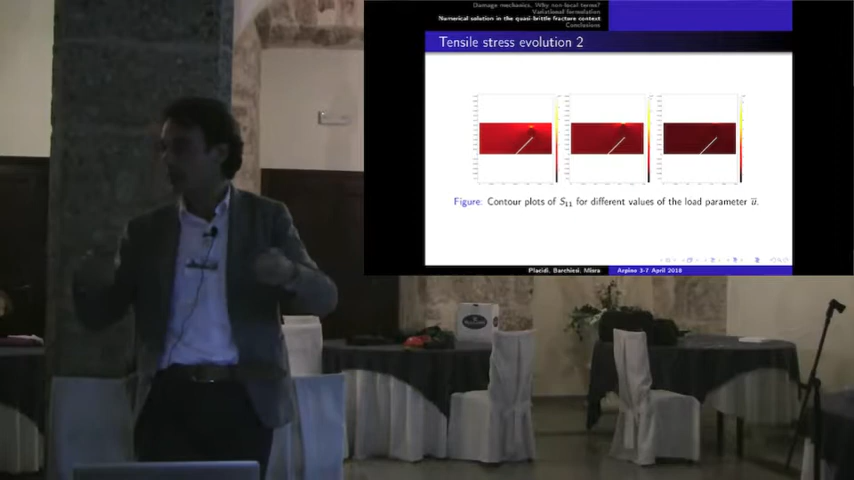 Damage mechanics, Why non local terms?
Variational formulation
Numerical solution in the quasi-brittle fracture context
Conclusions
Tensile stress evolution 2
Figure: Contour plots of S₁₁ for different values of the load parameter ū.
Placidi, Barchiesi, Misra Arpino 3-7 April 2018